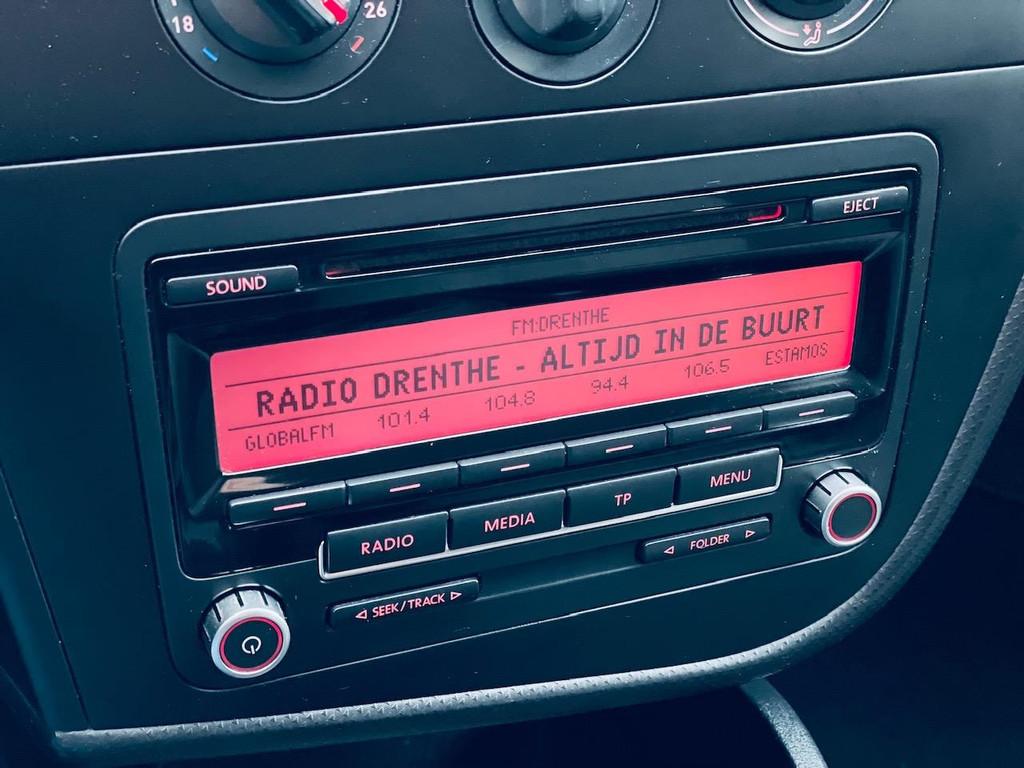 18 26
EJECT
SOUND
FM:DRENTHE
RADIO DRENTHE - ALTIJD IN DE BUURT
GLOBALFM 101.4 104.8 94.4 106.5 ESTAMOS
RADIO MEDIA TP MENU
SEEK/TRACK FOLDER